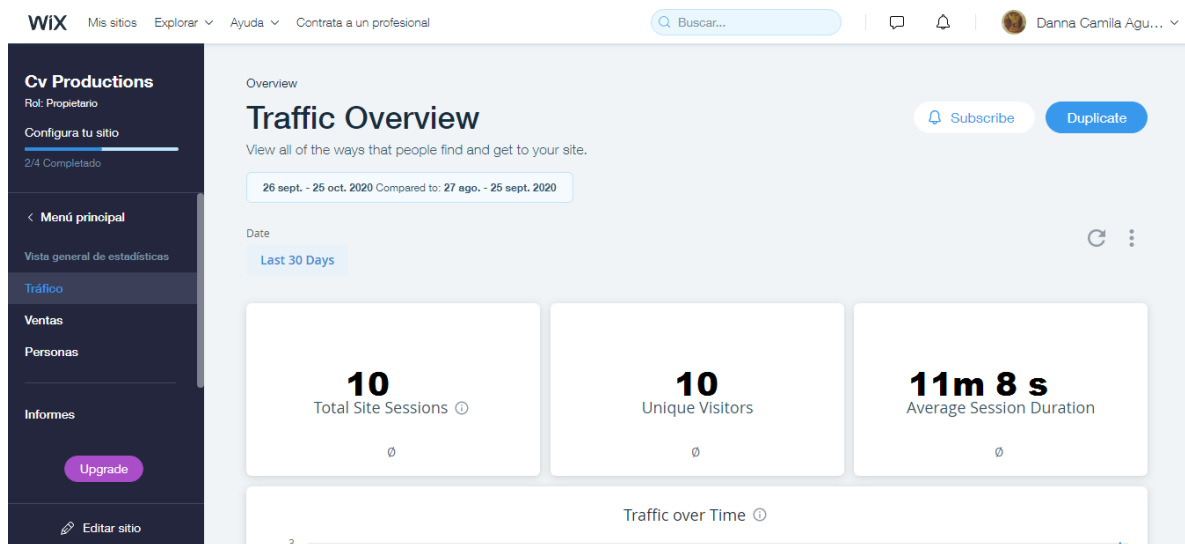 WiX Mis sitios Explorar Ayuda Contrata a un profesional Buscar... Danna Camila Agu...
Cv Productions
Rol: Propietario
Configura tu sitio
2/4 Completado
< Menú principal
Vista general de estadísticas
Tráfico
Ventas
Personas
Informes
Upgrade
Editar sitio
Overview
Traffic Overview
Subscribe
Duplicate
View all of the ways that people find and get to your site.
26 sept. - 25 oct. 2020 Compared to: 27 ago. - 25 sept. 2020
Date
Last 30 Days
10
Total Site Sessions
Ø
10
Unique Visitors
Ø
11m 8 s
Average Session Duration
Ø
Traffic over Time
3